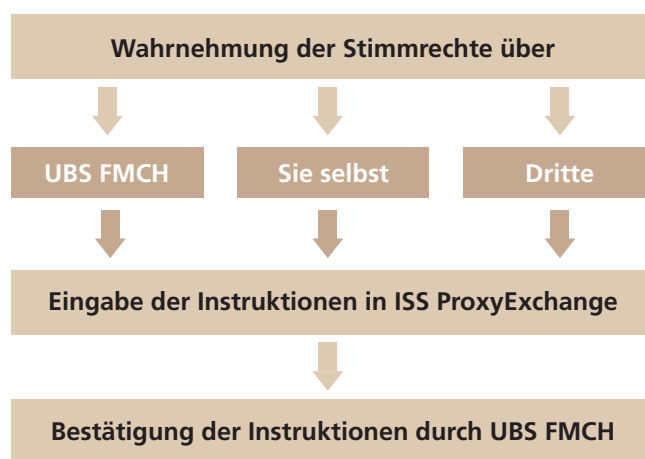 Wahrnehmung der Stimmrechte über
UBS FMCH
Sie selbst
Dritte
Eingabe der Instruktionen in ISS ProxyExchange
Bestätigung der Instruktionen durch UBS FMCH